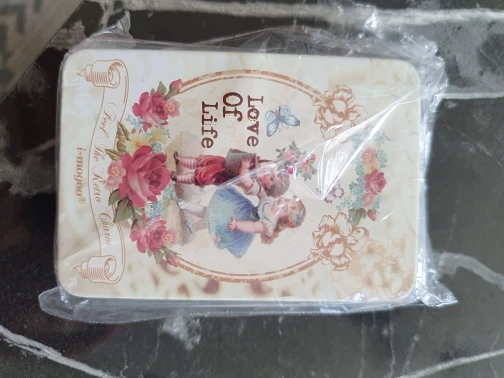 Love
Of
Life
Feel The Retro Charm
i-mogoo®